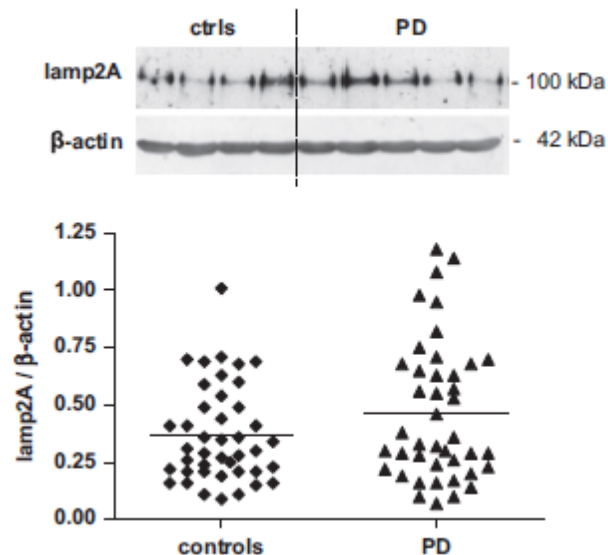 ctrls PD
lamp2A - 100 kDa
β-actin - 42 kDa
1.25
1.00
0.75
0.50
0.25
0.00
lamp2A / β-actin
controls PD